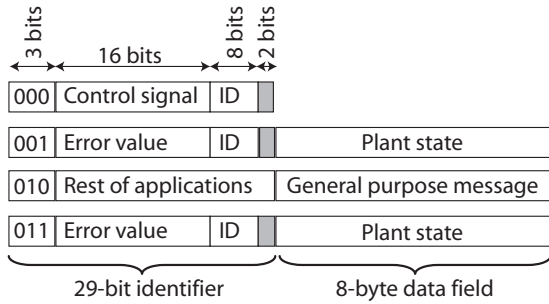 3 bits
16 bits
8 bits
2 bits
000 Control signal ID
001 Error value ID Plant state
010 Rest of applications General purpose message
011 Error value ID Plant state
29-bit identifier 8-byte data field